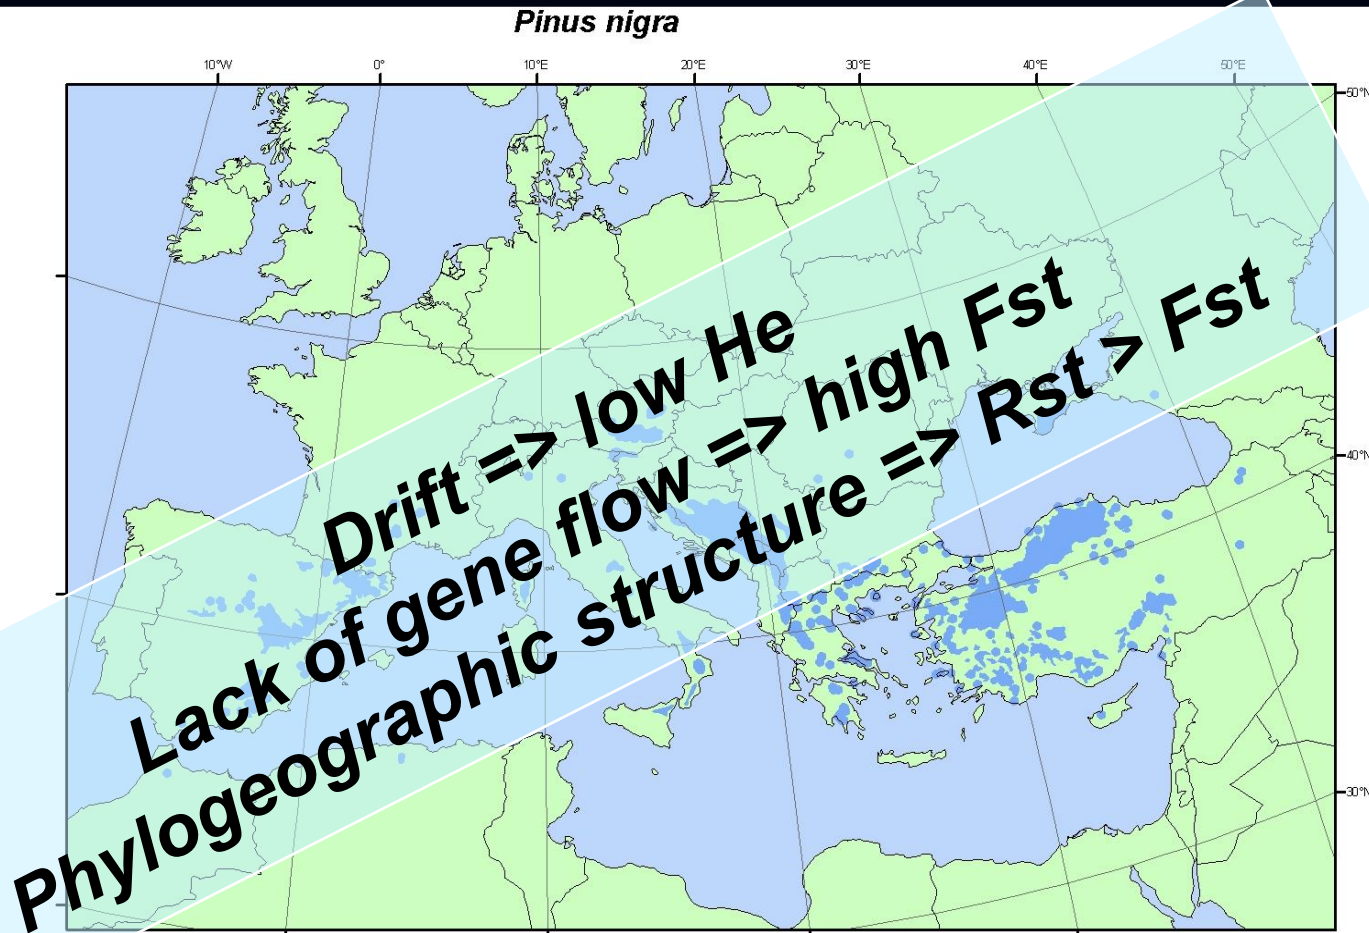 Pinus nigra
10°W 0° 10°E 20°E 30°E 40°E 50°E
50°N
Drift => low He
Lack of gene flow => high Fst
Phylogeographic structure => Rst > Fst
40°N
30°N